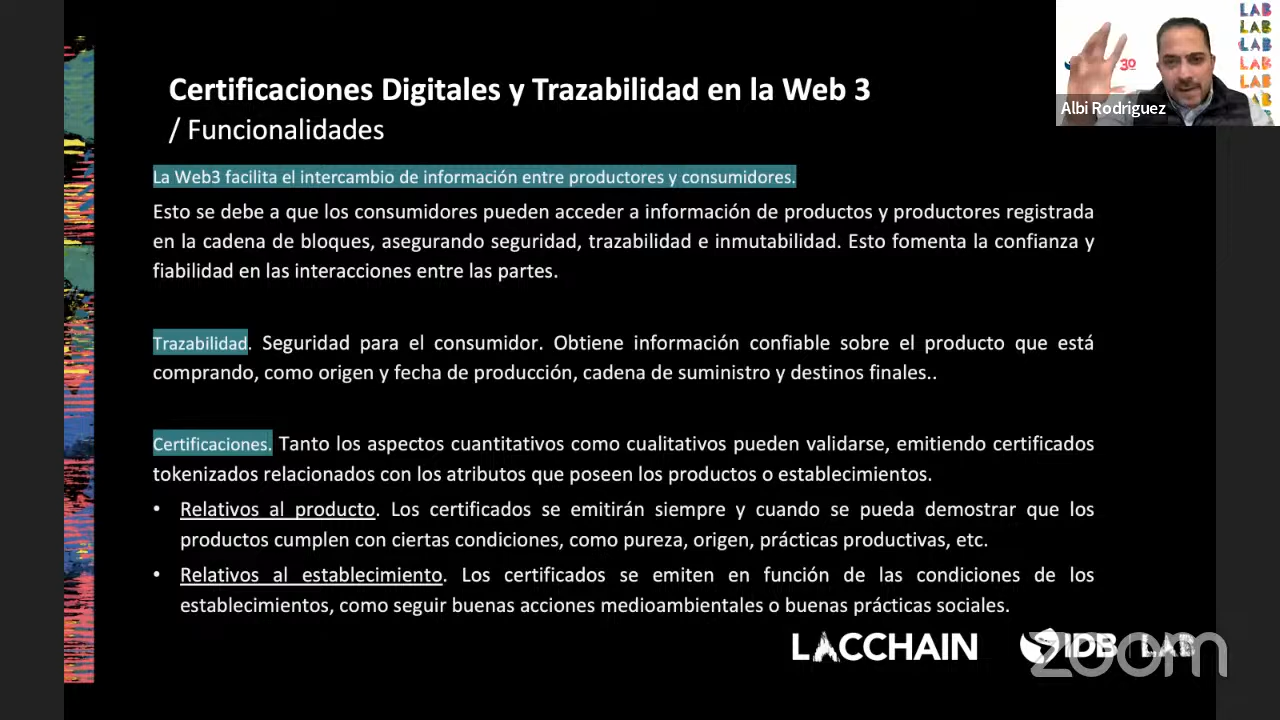 Certificaciones Digitales y Trazabilidad en la Web 3
/ Funcionalidades
La Web3 facilita el intercambio de información entre productores y consumidores.
Esto se debe a que los consumidores pueden acceder a información de productos y productores registrada
en la cadena de bloques, asegurando seguridad, trazabilidad e inmutabilidad. Esto fomenta la confianza y
fiabilidad en las interacciones entre las partes.
Trazabilidad. Seguridad para el consumidor. Obtiene información confiable sobre el producto que está
comprando, como origen y fecha de producción, cadena de suministro y destinos finales..
Certificaciones. Tanto los aspectos cuantitativos como cualitativos pueden validarse, emitiendo certificados
tokenizados relacionados con los atributos que poseen los productos o establecimientos.
• Relativos al producto. Los certificados se emitirán siempre y cuando se pueda demostrar que los
productos cumplen con ciertas condiciones, como pureza, origen, prácticas productivas, etc.
• Relativos al establecimiento. Los certificados se emiten en función de las condiciones de los
establecimientos, como seguir buenas acciones medioambientales o buenas prácticas sociales.
LACCHAIN
IDB | LAB
zoom
LAB
LAB
LAB
LAB
LAB
LAB
30
Albi Rodriguez